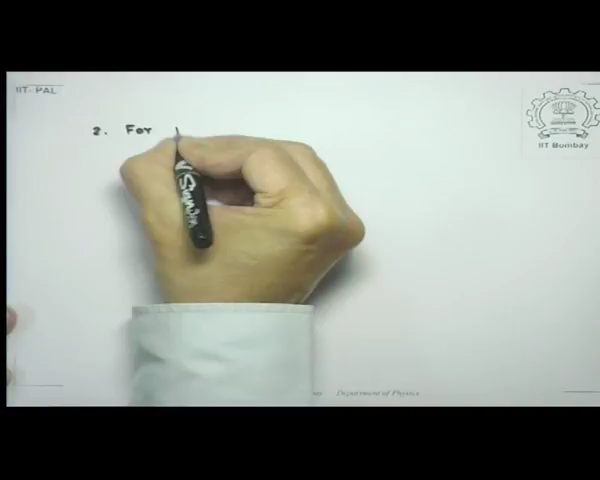 IIT- PAL
2. For
IIT Bombay
Department of Physics